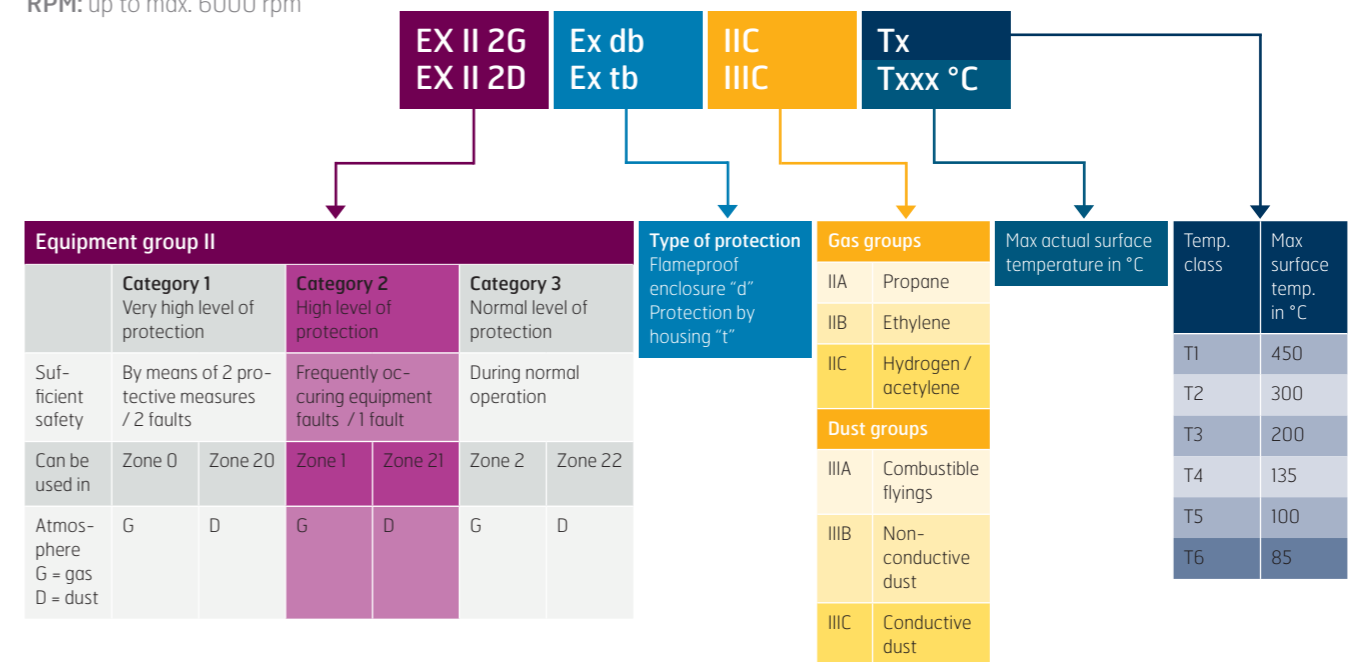 RPM: up to max. 6000 rpm
EX II 2G
EX II 2D
Ex db
Ex tb
IIC
IIIC
Tx
Txxx °C
Equipment group II
Category 1
Very high level of
protection
Category 2
High level of
protection
Category 3
Normal level of
protection
Suf-
ficient
safety
By means of 2 pro-
tective measures
/ 2 faults
Frequently oc-
curing equipment
faults / 1 fault
During normal
operation
Can be
used in
Zone 0
Zone 20
Zone 1
Zone 21
Zone 2
Zone 22
Atmos-
phere
G = gas
D = dust
G
D
G
D
G
D
Type of protection
Flameproof
enclosure “d”
Protection by
housing “t”
Gas groups
IIA Propane
IIB Ethylene
IIC Hydrogen /
acetylene
Dust groups
IIIA Combustible
flyings
IIIB Non-
conductive
dust
IIIC Conductive
dust
Max actual surface
temperature in °C
Temp.
class
Max
surface
temp.
in °C
T1 450
T2 300
T3 200
T4 135
T5 100
T6 85